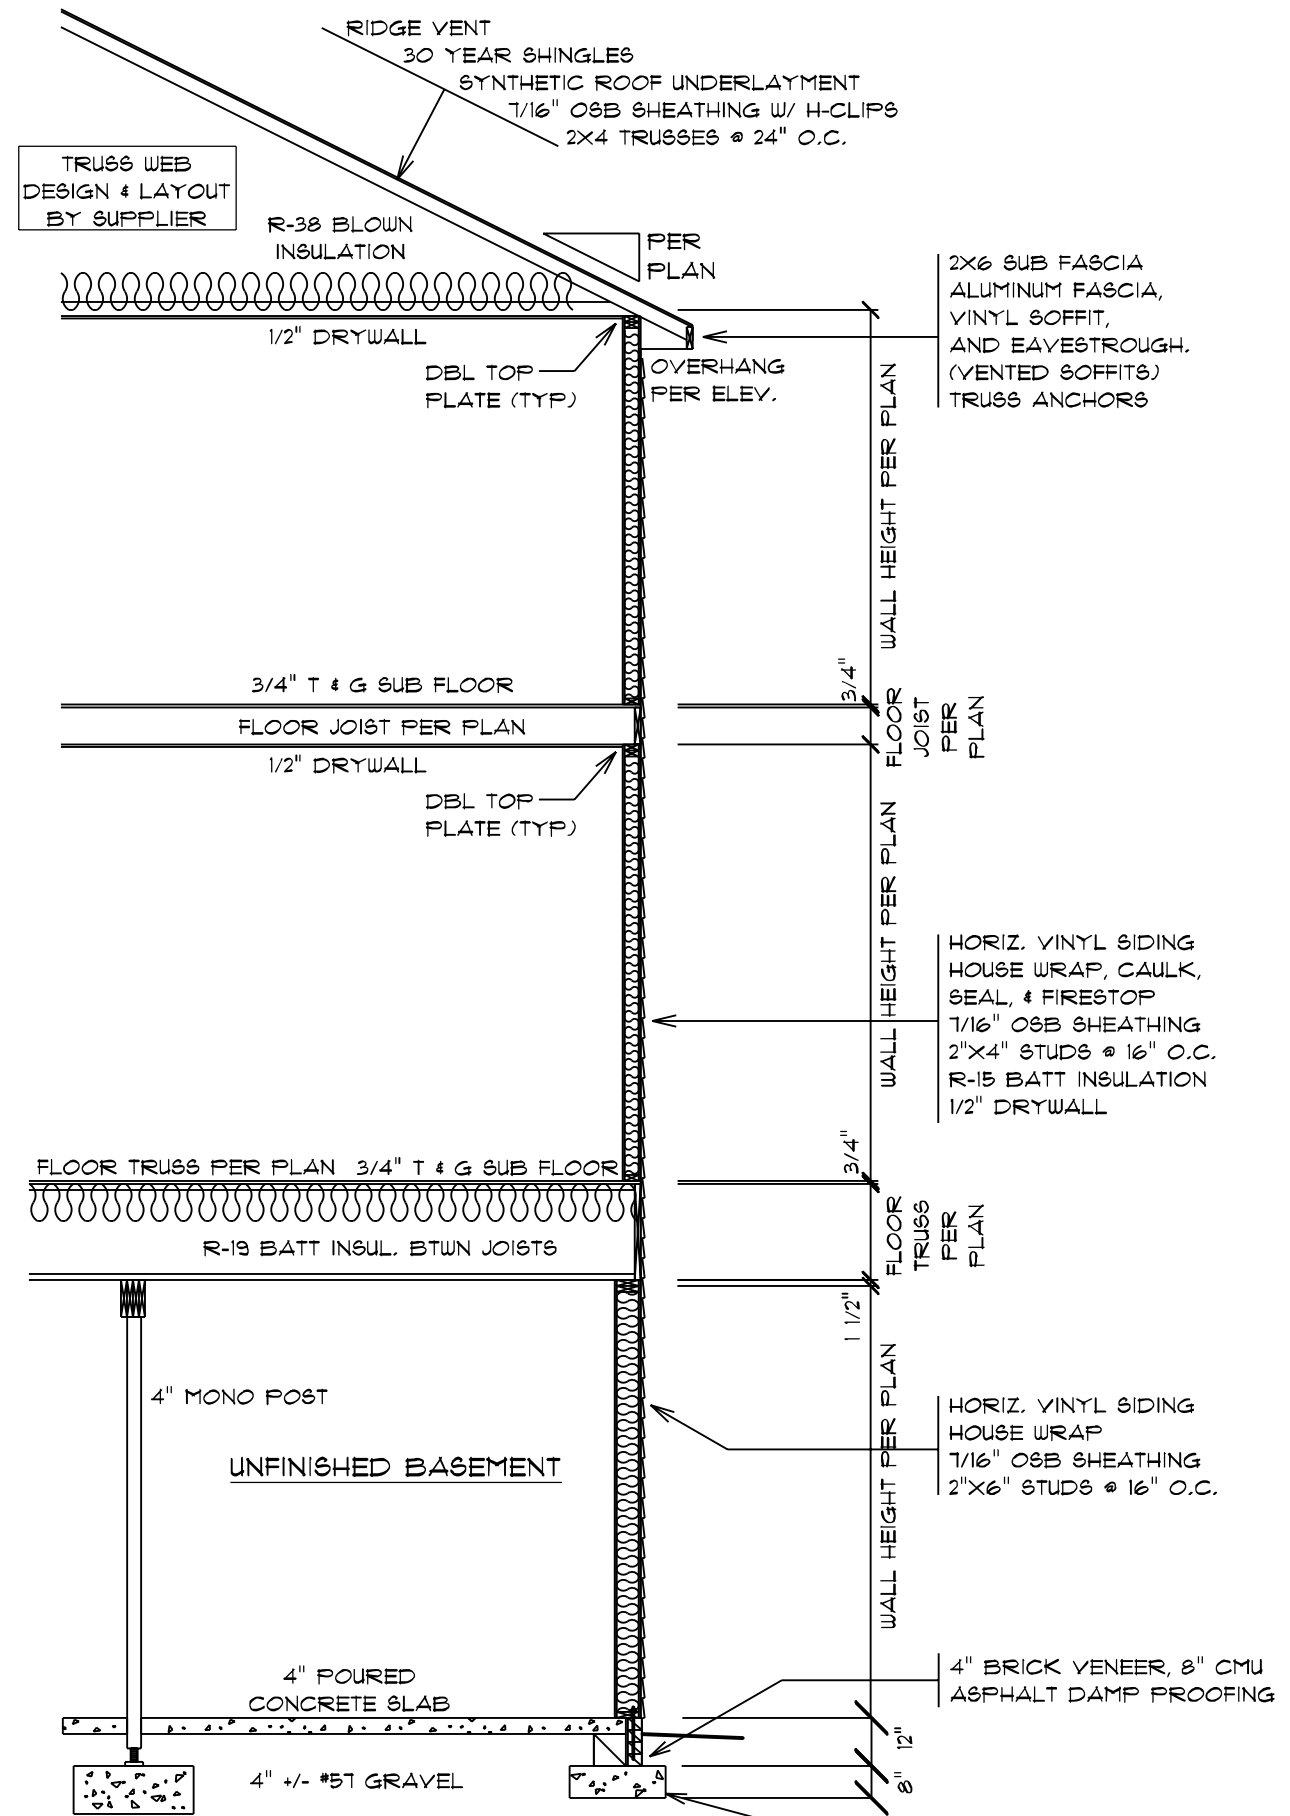 RIDGE VENT
30 YEAR SHINGLES
SYNTHETIC ROOF UNDERLAYMENT
7/16" OSB SHEATHING W/ H-CLIPS
2X4 TRUSSES @ 24" O.C.
TRUSS WEB
DESIGN & LAYOUT
BY SUPPLIER
R-38 BLOWN
INSULATION
PER
PLAN
2X6 SUB FASCIA
ALUMINUM FASCIA,
VINYL SOFFIT,
AND EAVESTROUGH.
(VENTED SOFFITS)
TRUSS ANCHORS
1/2" DRYWALL
DBL TOP
PLATE (TYP)
OVERHANG
PER ELEV.
WALL HEIGHT PER PLAN
3/4" T & G SUB FLOOR
3/4"
FLOOR JOIST PER PLAN
FLOOR
JOIST
PER
PLAN
1/2" DRYWALL
DBL TOP
PLATE (TYP)
WALL HEIGHT PER PLAN
HORIZ. VINYL SIDING
HOUSE WRAP, CAULK,
SEAL, & FIRESTOP
7/16" OSB SHEATHING
2"X4" STUDS @ 16" O.C.
R-15 BATT INSULATION
1/2" DRYWALL
FLOOR TRUSS PER PLAN 3/4" T & G SUB FLOOR
3/4"
R-19 BATT INSUL. BTWN JOISTS
FLOOR
TRUSS
PER
PLAN
1 1/2"
4" MONO POST
UNFINISHED BASEMENT
WALL HEIGHT PER PLAN
HORIZ. VINYL SIDING
HOUSE WRAP
7/16" OSB SHEATHING
2"X6" STUDS @ 16" O.C.
4" POURED
CONCRETE SLAB
4" BRICK VENEER, 8" CMU
ASPHALT DAMP PROOFING
12"
4" +/- #57 GRAVEL
8"